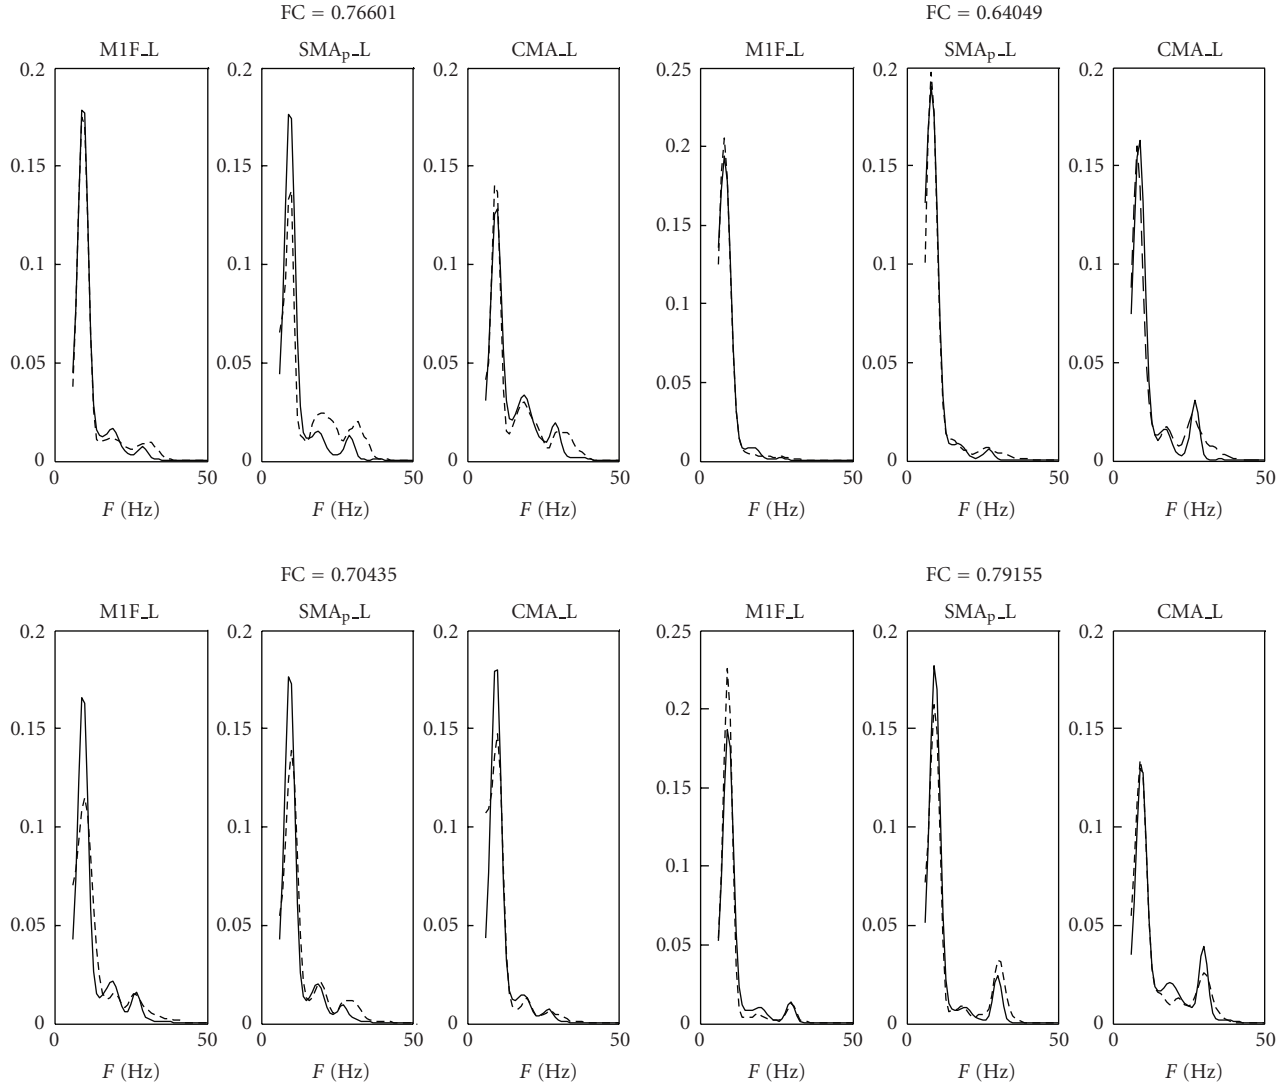 FC = 0.76601
M1F_L SMAp_L CMA_L
0.2 0.2 0.2
0.15 0.15 0.15
0.1 0.1 0.1
0.05 0.05 0.05
0 0 0
0 50 0 50 0 50
F (Hz) F (Hz) F (Hz)
FC = 0.64049
M1F_L SMAp_L CMA_L
0.25 0.2 0.2
0.2 0.15 0.15
0.15 0.1 0.1
0.1 0.05 0.05
0.05
0 0 0
0 50 0 50 0 50
F (Hz) F (Hz) F (Hz)
FC = 0.70435
M1F_L SMAp_L CMA_L
0.2 0.2 0.2
0.15 0.15 0.15
0.1 0.1 0.1
0.05 0.05 0.05
0 0 0
0 50 0 50 0 50
F (Hz) F (Hz) F (Hz)
FC = 0.79155
M1F_L SMAp_L CMA_L
0.25 0.2 0.2
0.2 0.15 0.15
0.15 0.1 0.1
0.1 0.05 0.05
0.05
0 0 0
0 50 0 50 0 50
F (Hz) F (Hz) F (Hz)